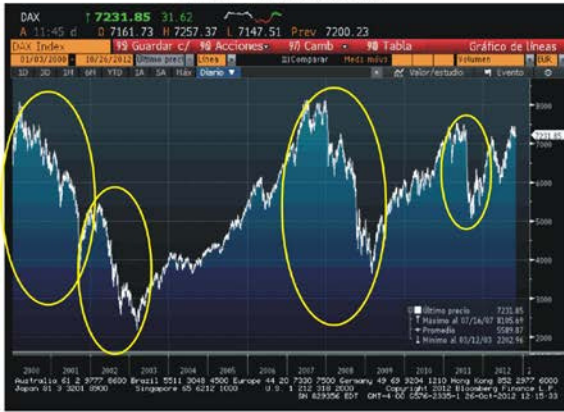 DAX ↑ 7231.85 31.62
A 11:45 d O 7161.73 H 7257.37 L 7147.51 Prev 7200.23
DAX Index 95 Guardar c/ 96 Acciones 97 Camb 98 Tabla Gráfico de líneas
01/03/2000 - 10/26/2012 Último preci Línea Comparar Meds móvs Volumen EUR
1D 3D 1M 6M YTD 1A 5A Máx Diario ▼ Valor/estudio Evento
8000
7231.85
7000
6000
5000
4000
3000
2000
Último precio 7231.85
Máximo al 07/16/07 8105.69
Promedio 5589.87
Mínimo al 03/12/03 2202.96
2000 2001 2002 2003 2004 2005 2006 2007 2008 2009 2010 2011 2012
Australia 61 2 9777 8600 Brazil 5511 3048 4500 Europe 44 20 7330 7500 Germany 49 69 9204 1210 Hong Kong 852 2977 6000
Japan 81 3 3201 8900 Singapore 65 6212 1000 U.S. 1 212 318 2000 Copyright 2012 Bloomberg Finance L.P.
SN 829356 EDT GMT-4:00 G576-2335-1 26-Oct-2012 12:15:33